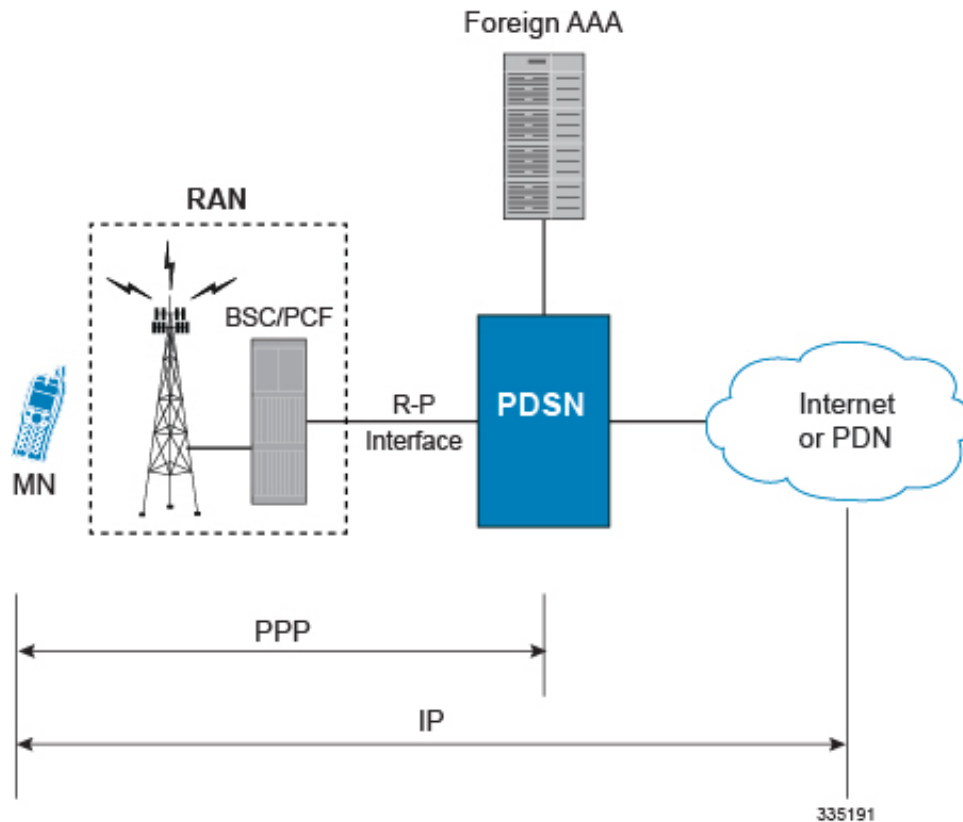 Foreign AAA
RAN
BSC/PCF
R-P
Interface
PDSN
Internet
or PDN
MN
PPP
IP
335191